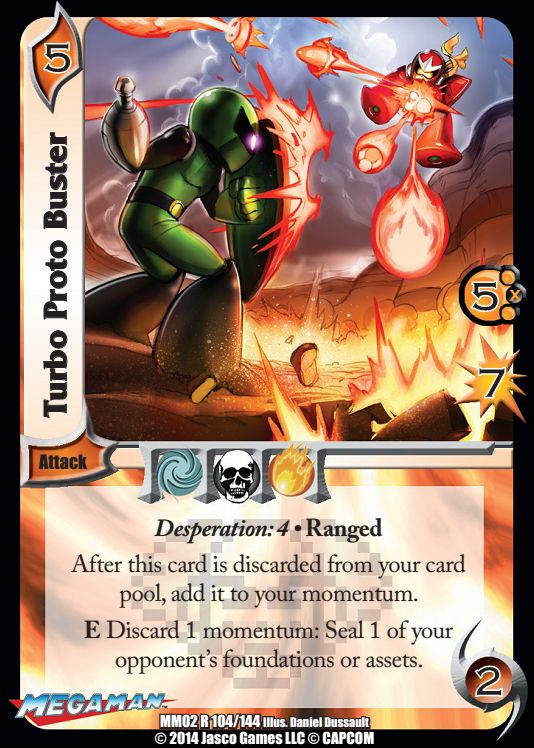 5
Turbo Proto Buster
5
X
7
Attack
Desperation: 4 • Ranged
After this card is discarded from your card
pool, add it to your momentum.
E Discard 1 momentum: Seal 1 of your
opponent's foundations or assets.
2
MEGAMAN™
MM02 R 104/144 Illus. Daniel Dussault
© 2014 Jasco Games LLC © CAPCOM